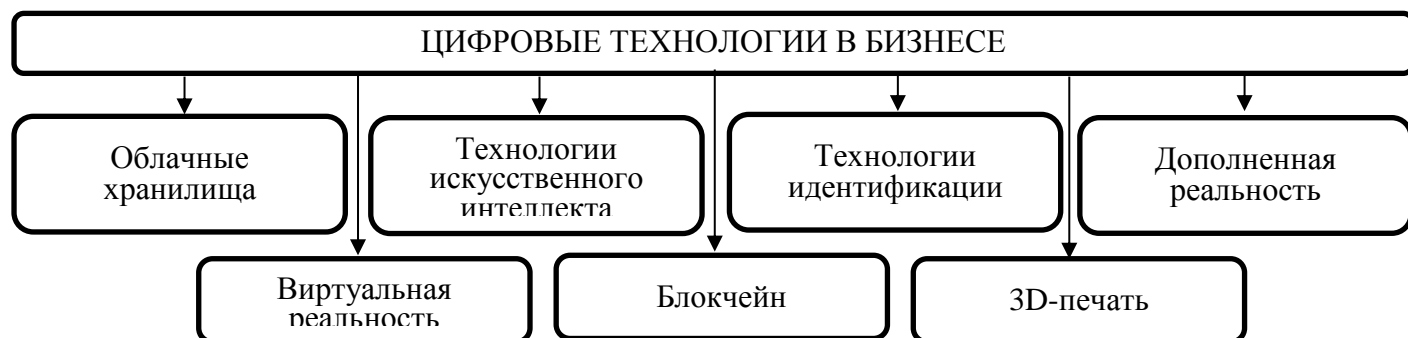 ЦИФРОВЫЕ ТЕХНОЛОГИИ В БИЗНЕСЕ
Облачные
хранилища
Технологии
искусственного
интеллекта
Технологии
идентификации
Дополненная
реальность
Виртуальная
реальность
Блокчейн
3D-печать